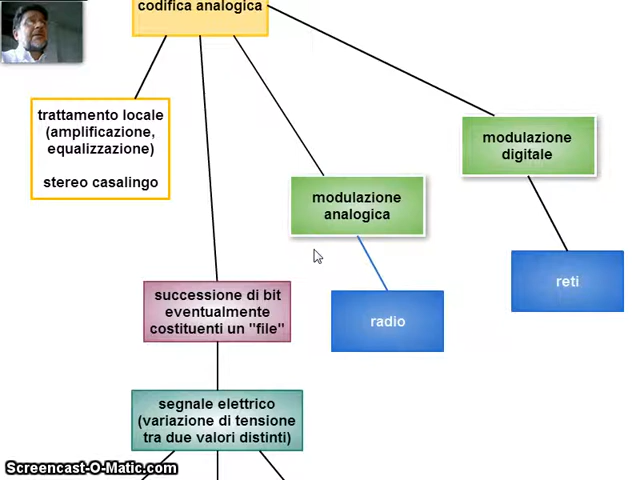 codifica analogica
trattamento locale
(amplificazione,
equalizzazione)
stereo casalingo
modulazione
digitale
modulazione
analogica
reti
successione di bit
eventualmente
costituenti un "file"
radio
segnale elettrico
(variazione di tensione
tra due valori distinti)
Screencast-O-Matic.com